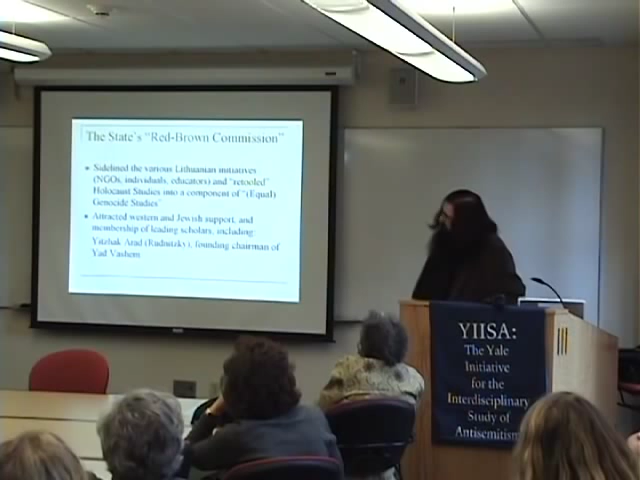 The State's "Red-Brown Commission"
Sidelined the various Lithuanian initiatives
(NGOs, individuals, educators) and "retooled"
Holocaust Studies into a component of "(Equal)
Genocide Studies"
Attracted western and Jewish support, and
membership of leading scholars, including:
Yitzhak Arad (Rudnitzky), founding chairman of
Yad Vashem
YIISA:
The Yale
Initiative
for the
Interdisciplinary
Study of
Antisemitism